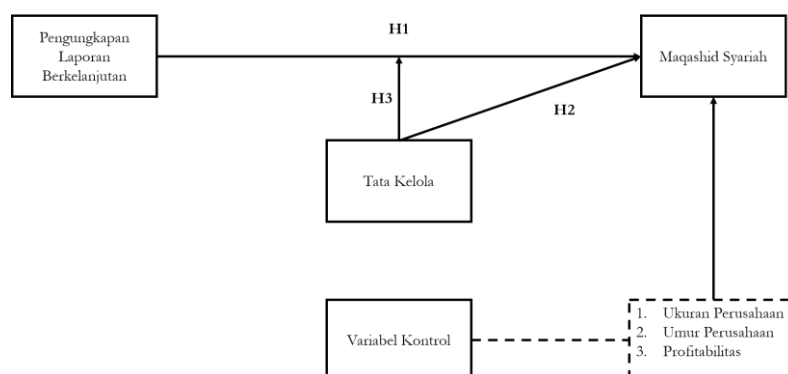 H1
Pengungkapan
Laporan
Berkelanjutan
Maqashid Syariah
H3
H2
Tata Kelola
Variabel Kontrol
1. Ukuran Perusahaan
2. Umur Perusahaan
3. Profitabilitas